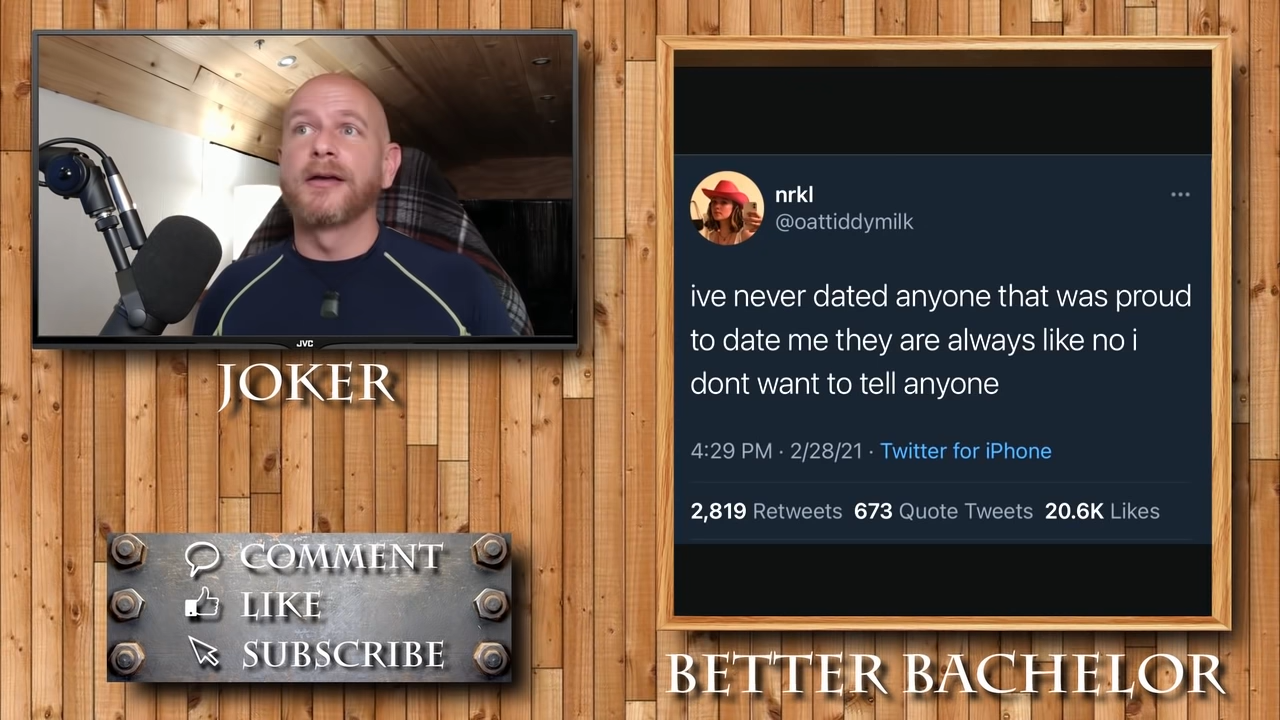 JVC
JOKER
COMMENT
LIKE
SUBSCRIBE
nrkl
@oattiddymilk
ive never dated anyone that was proud
to date me they are always like no i
dont want to tell anyone
4:29 PM · 2/28/21 · Twitter for iPhone
2,819 Retweets 673 Quote Tweets 20.6K Likes
BETTER BACHELOR